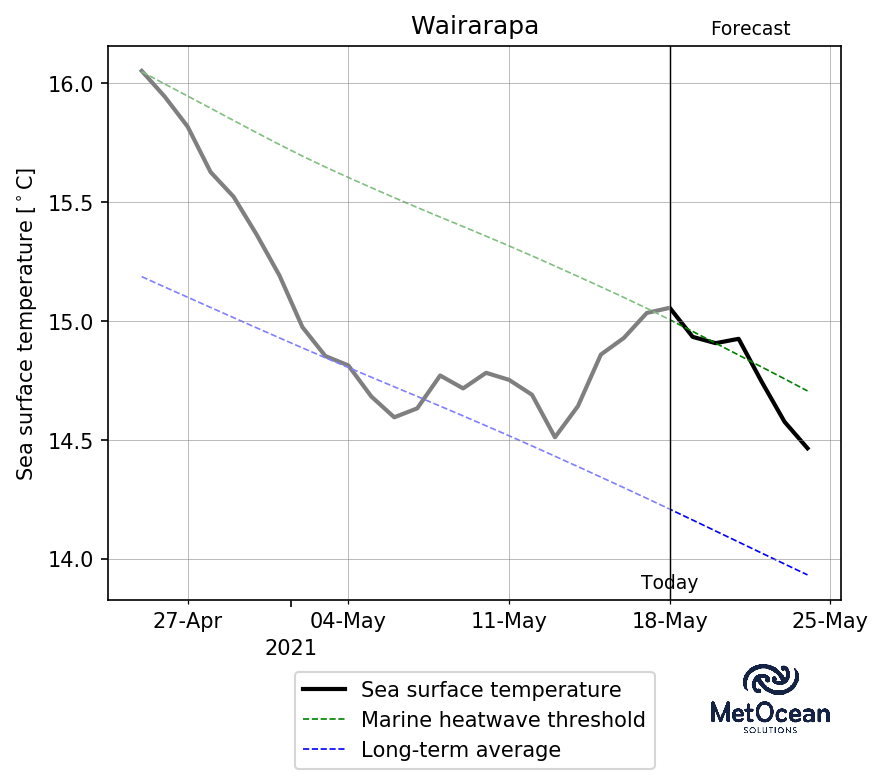 Wairarapa
Forecast
Sea surface temperature [°C]
16.0
15.5
15.0
14.5
14.0
Today
27-Apr
04-May
11-May
18-May
25-May
2021
Sea surface temperature
Marine heatwave threshold
Long-term average
MetOcean
SOLUTIONS